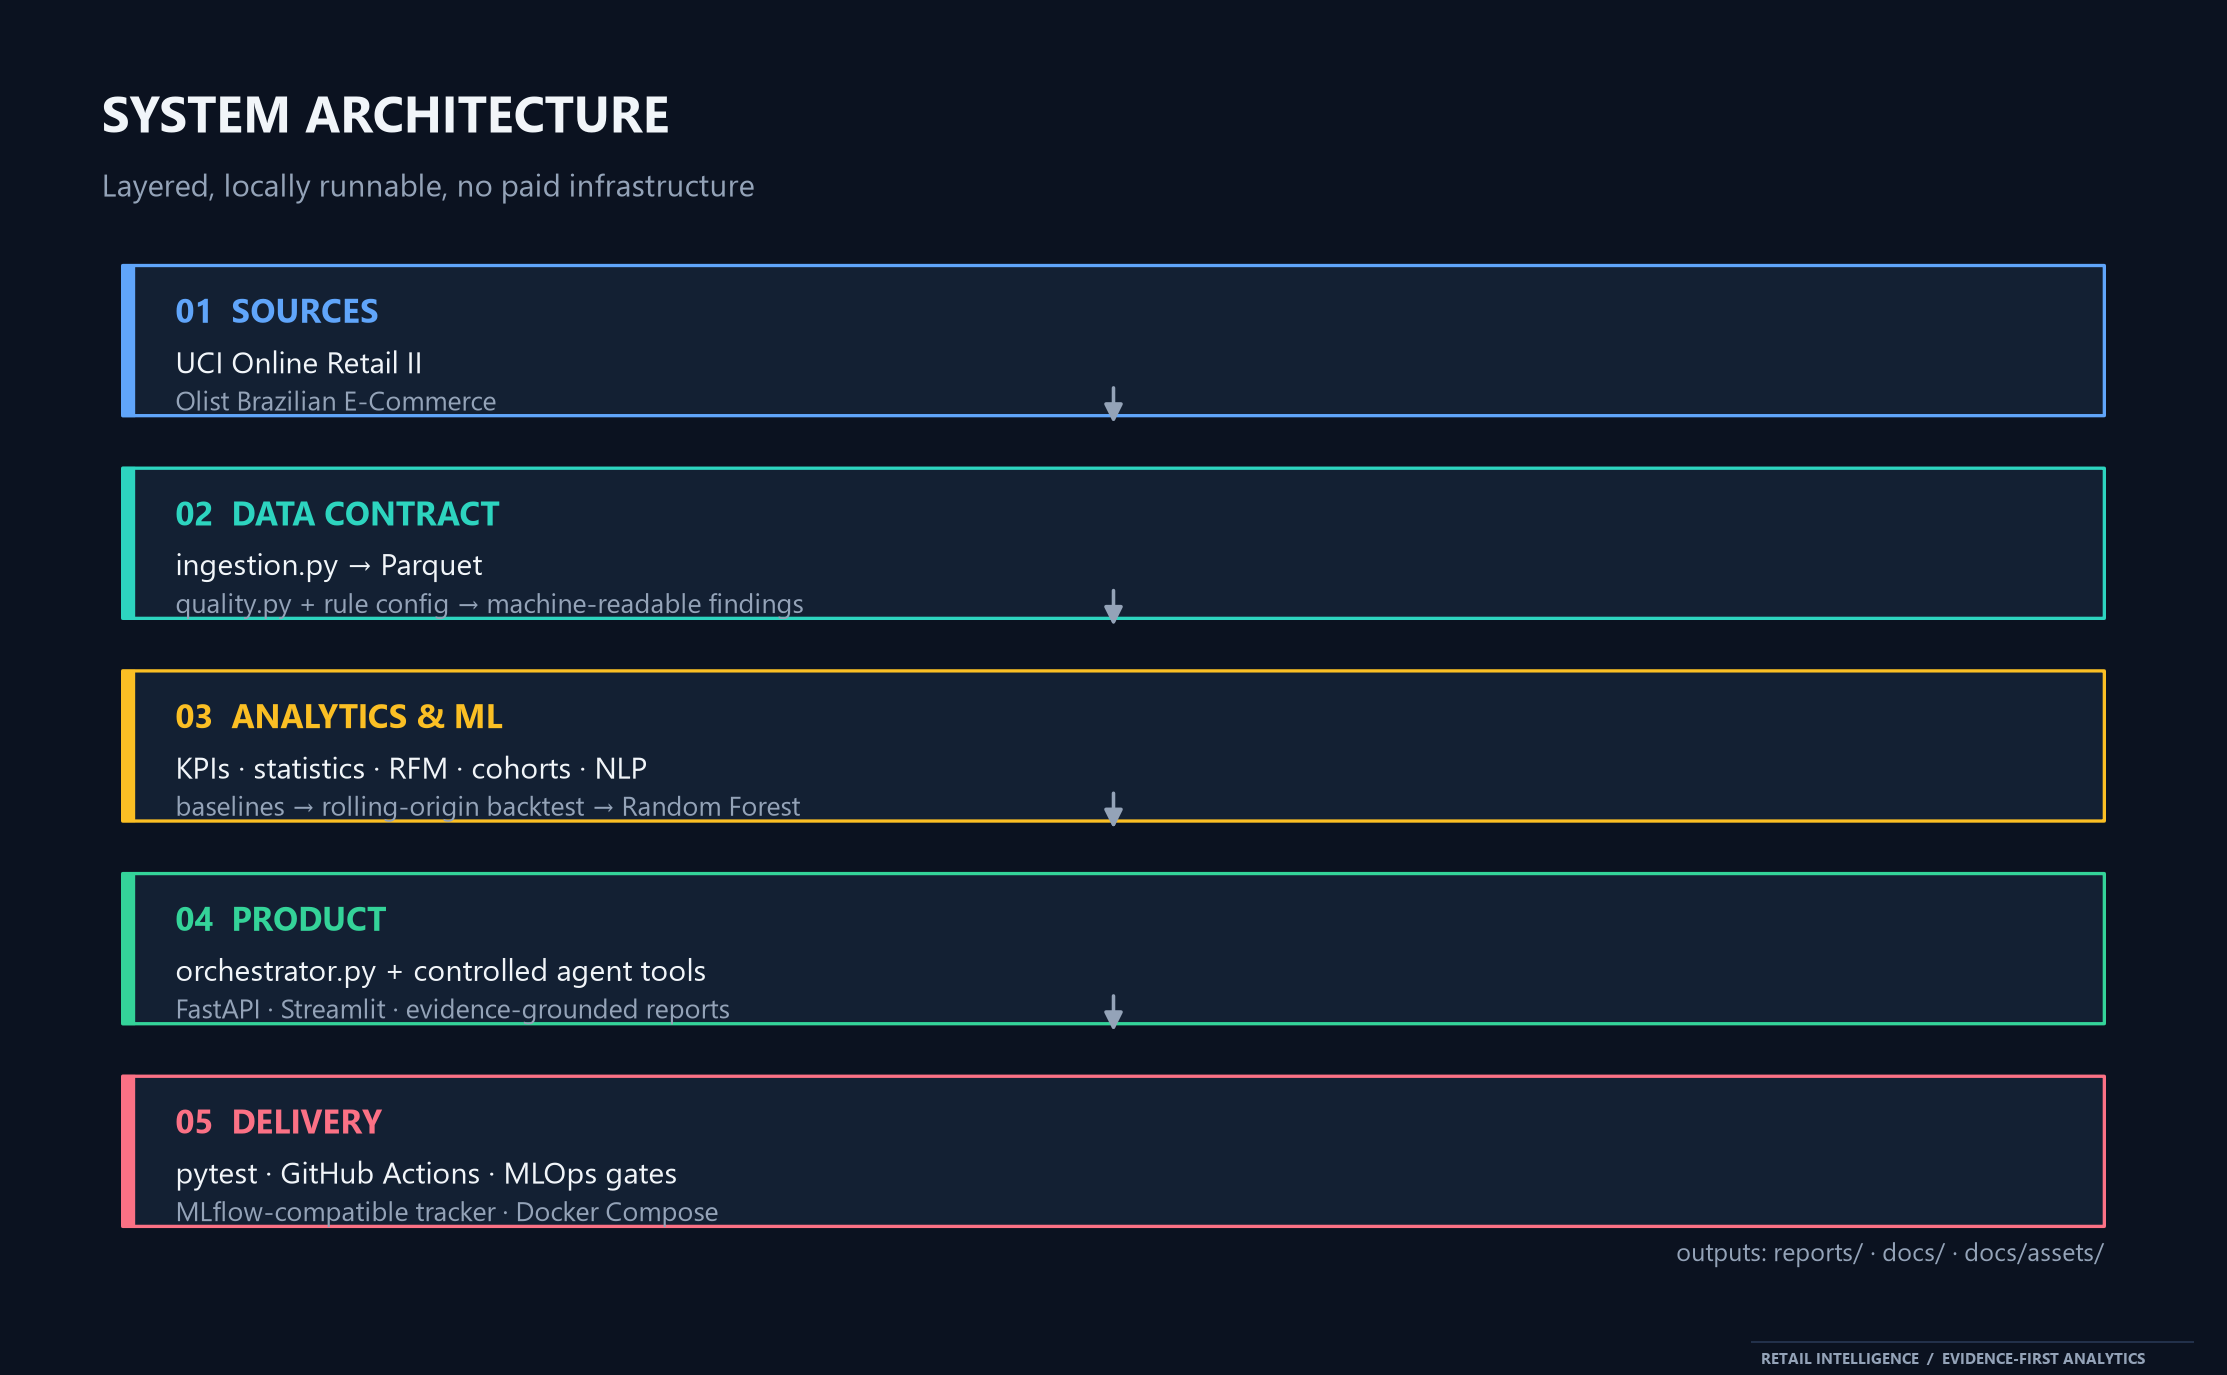 SYSTEM ARCHITECTURE
Layered, locally runnable, no paid infrastructure
01 SOURCES
UCI Online Retail II
Olist Brazilian E-Commerce
02 DATA CONTRACT
ingestion.py → Parquet
quality.py + rule config → machine-readable findings
03 ANALYTICS & ML
KPIs · statistics · RFM · cohorts · NLP
baselines → rolling-origin backtest → Random Forest
04 PRODUCT
orchestrator.py + controlled agent tools
FastAPI · Streamlit · evidence-grounded reports
05 DELIVERY
pytest · GitHub Actions · MLOps gates
MLflow-compatible tracker · Docker Compose
outputs: reports/ · docs/ · docs/assets/
RETAIL INTELLIGENCE / EVIDENCE-FIRST ANALYTICS